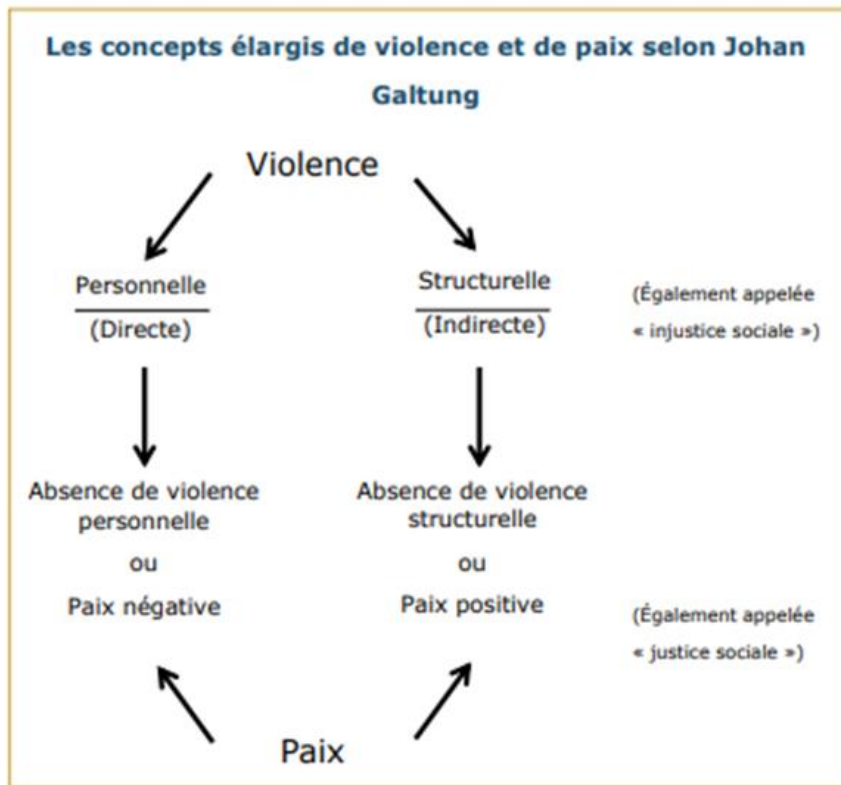 Les concepts élargis de violence et de paix selon Johan
Galtung
Violence
Personnelle
(Directe)
Structurelle
(Indirecte)
(Également appelée
« injustice sociale »)
Absence de violence
personnelle
ou
Paix négative
Absence de violence
structurelle
ou
Paix positive
(Également appelée
« justice sociale »)
Paix